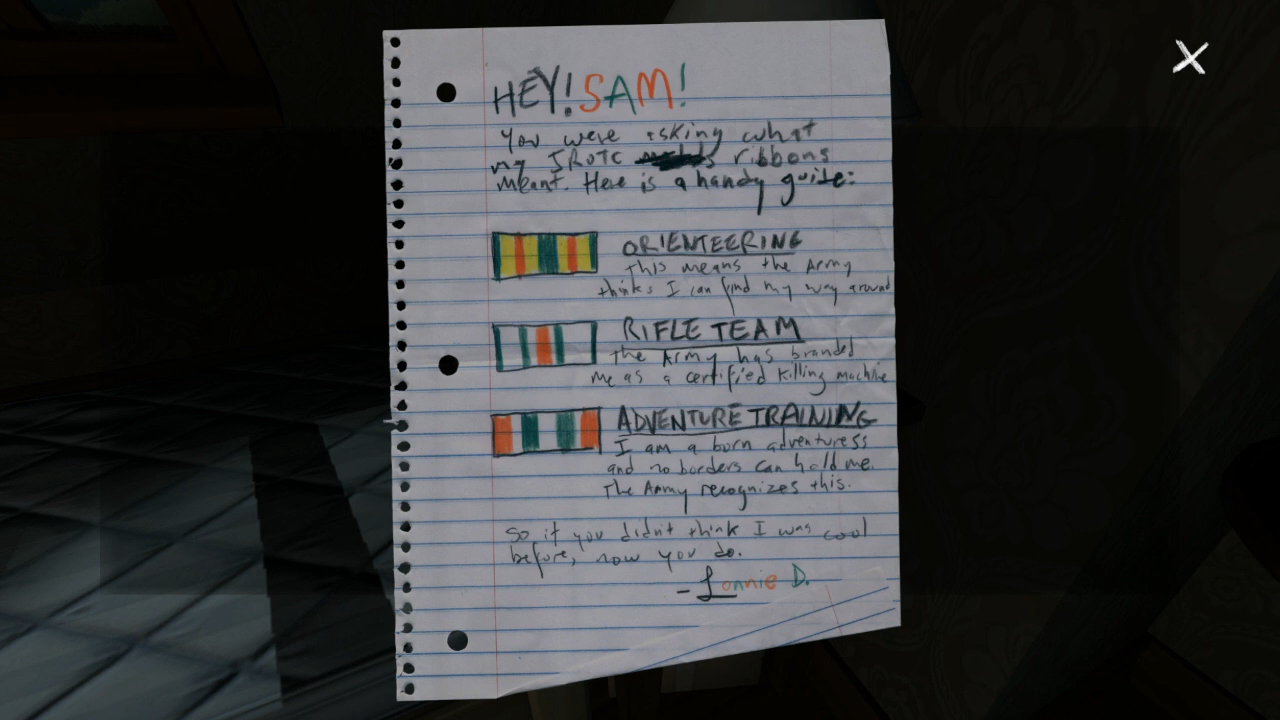 HEY! SAM!
You were asking what
my JROTC ribbons
meant. Here is a handy guide:
ORIENTEERING
This means the Army
thinks I can find my way around
RIFLE TEAM
The Army has branded
me as a certified killing machine
ADVENTURE TRAINING
I am a born adventuress
and no borders can hold me.
The Army recognizes this.
So if you didn't think I was cool
before, now you do.
- Lonnie D.